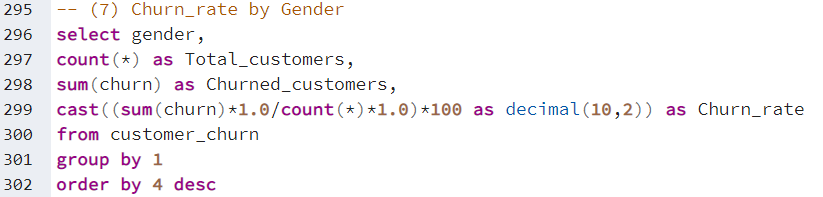 295 -- (7) Churn_rate by Gender
296 select gender,
297 count(*) as Total_customers,
298 sum(churn) as Churned_customers,
299 cast((sum(churn)*1.0/count(*)*1.0)*100 as decimal(10,2)) as Churn_rate
300 from customer_churn
301 group by 1
302 order by 4 desc